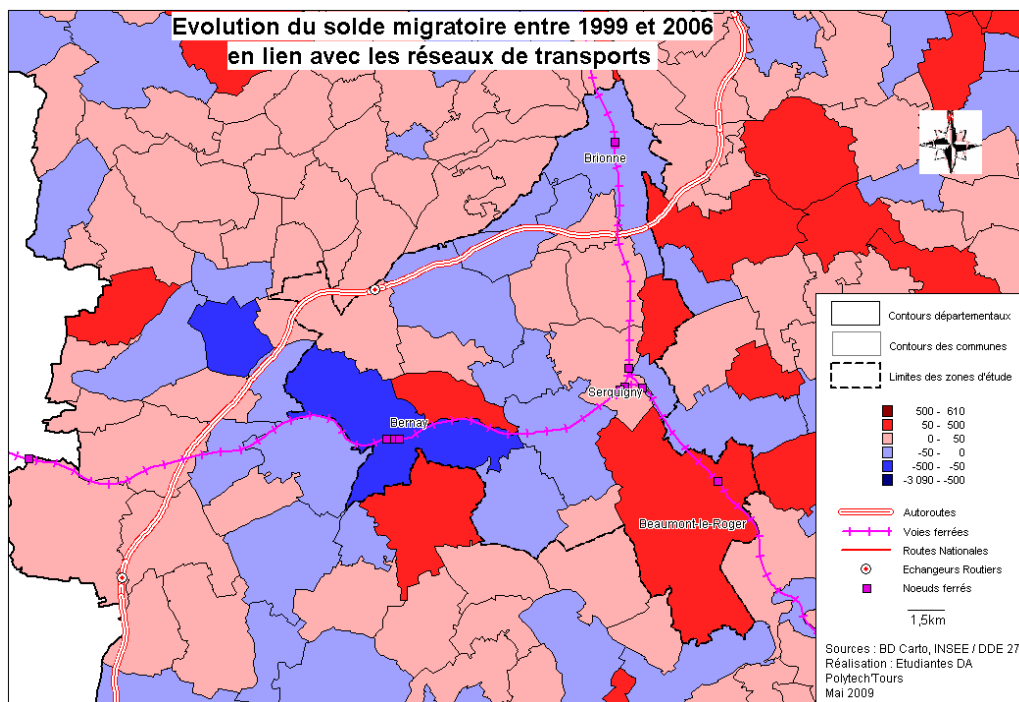 Evolution du solde migratoire entre 1999 et 2006
en lien avec les réseaux de transports
Brionne
Serquigny
Bernay
Beaumont-le-Roger
Contours départementaux
Contours des communes
Limites des zones d'étude
500 - 610
50 - 500
0 - 50
-50 - 0
-500 - -50
-3 090 - -500
Autoroutes
Voies ferrées
Routes Nationales
Echangeurs Routiers
Noeuds ferrés
1,5km
Sources : BD Carto, INSEE / DDE 27
Réalisation : Etudiantes DA
Polytech'Tours
Mai 2009